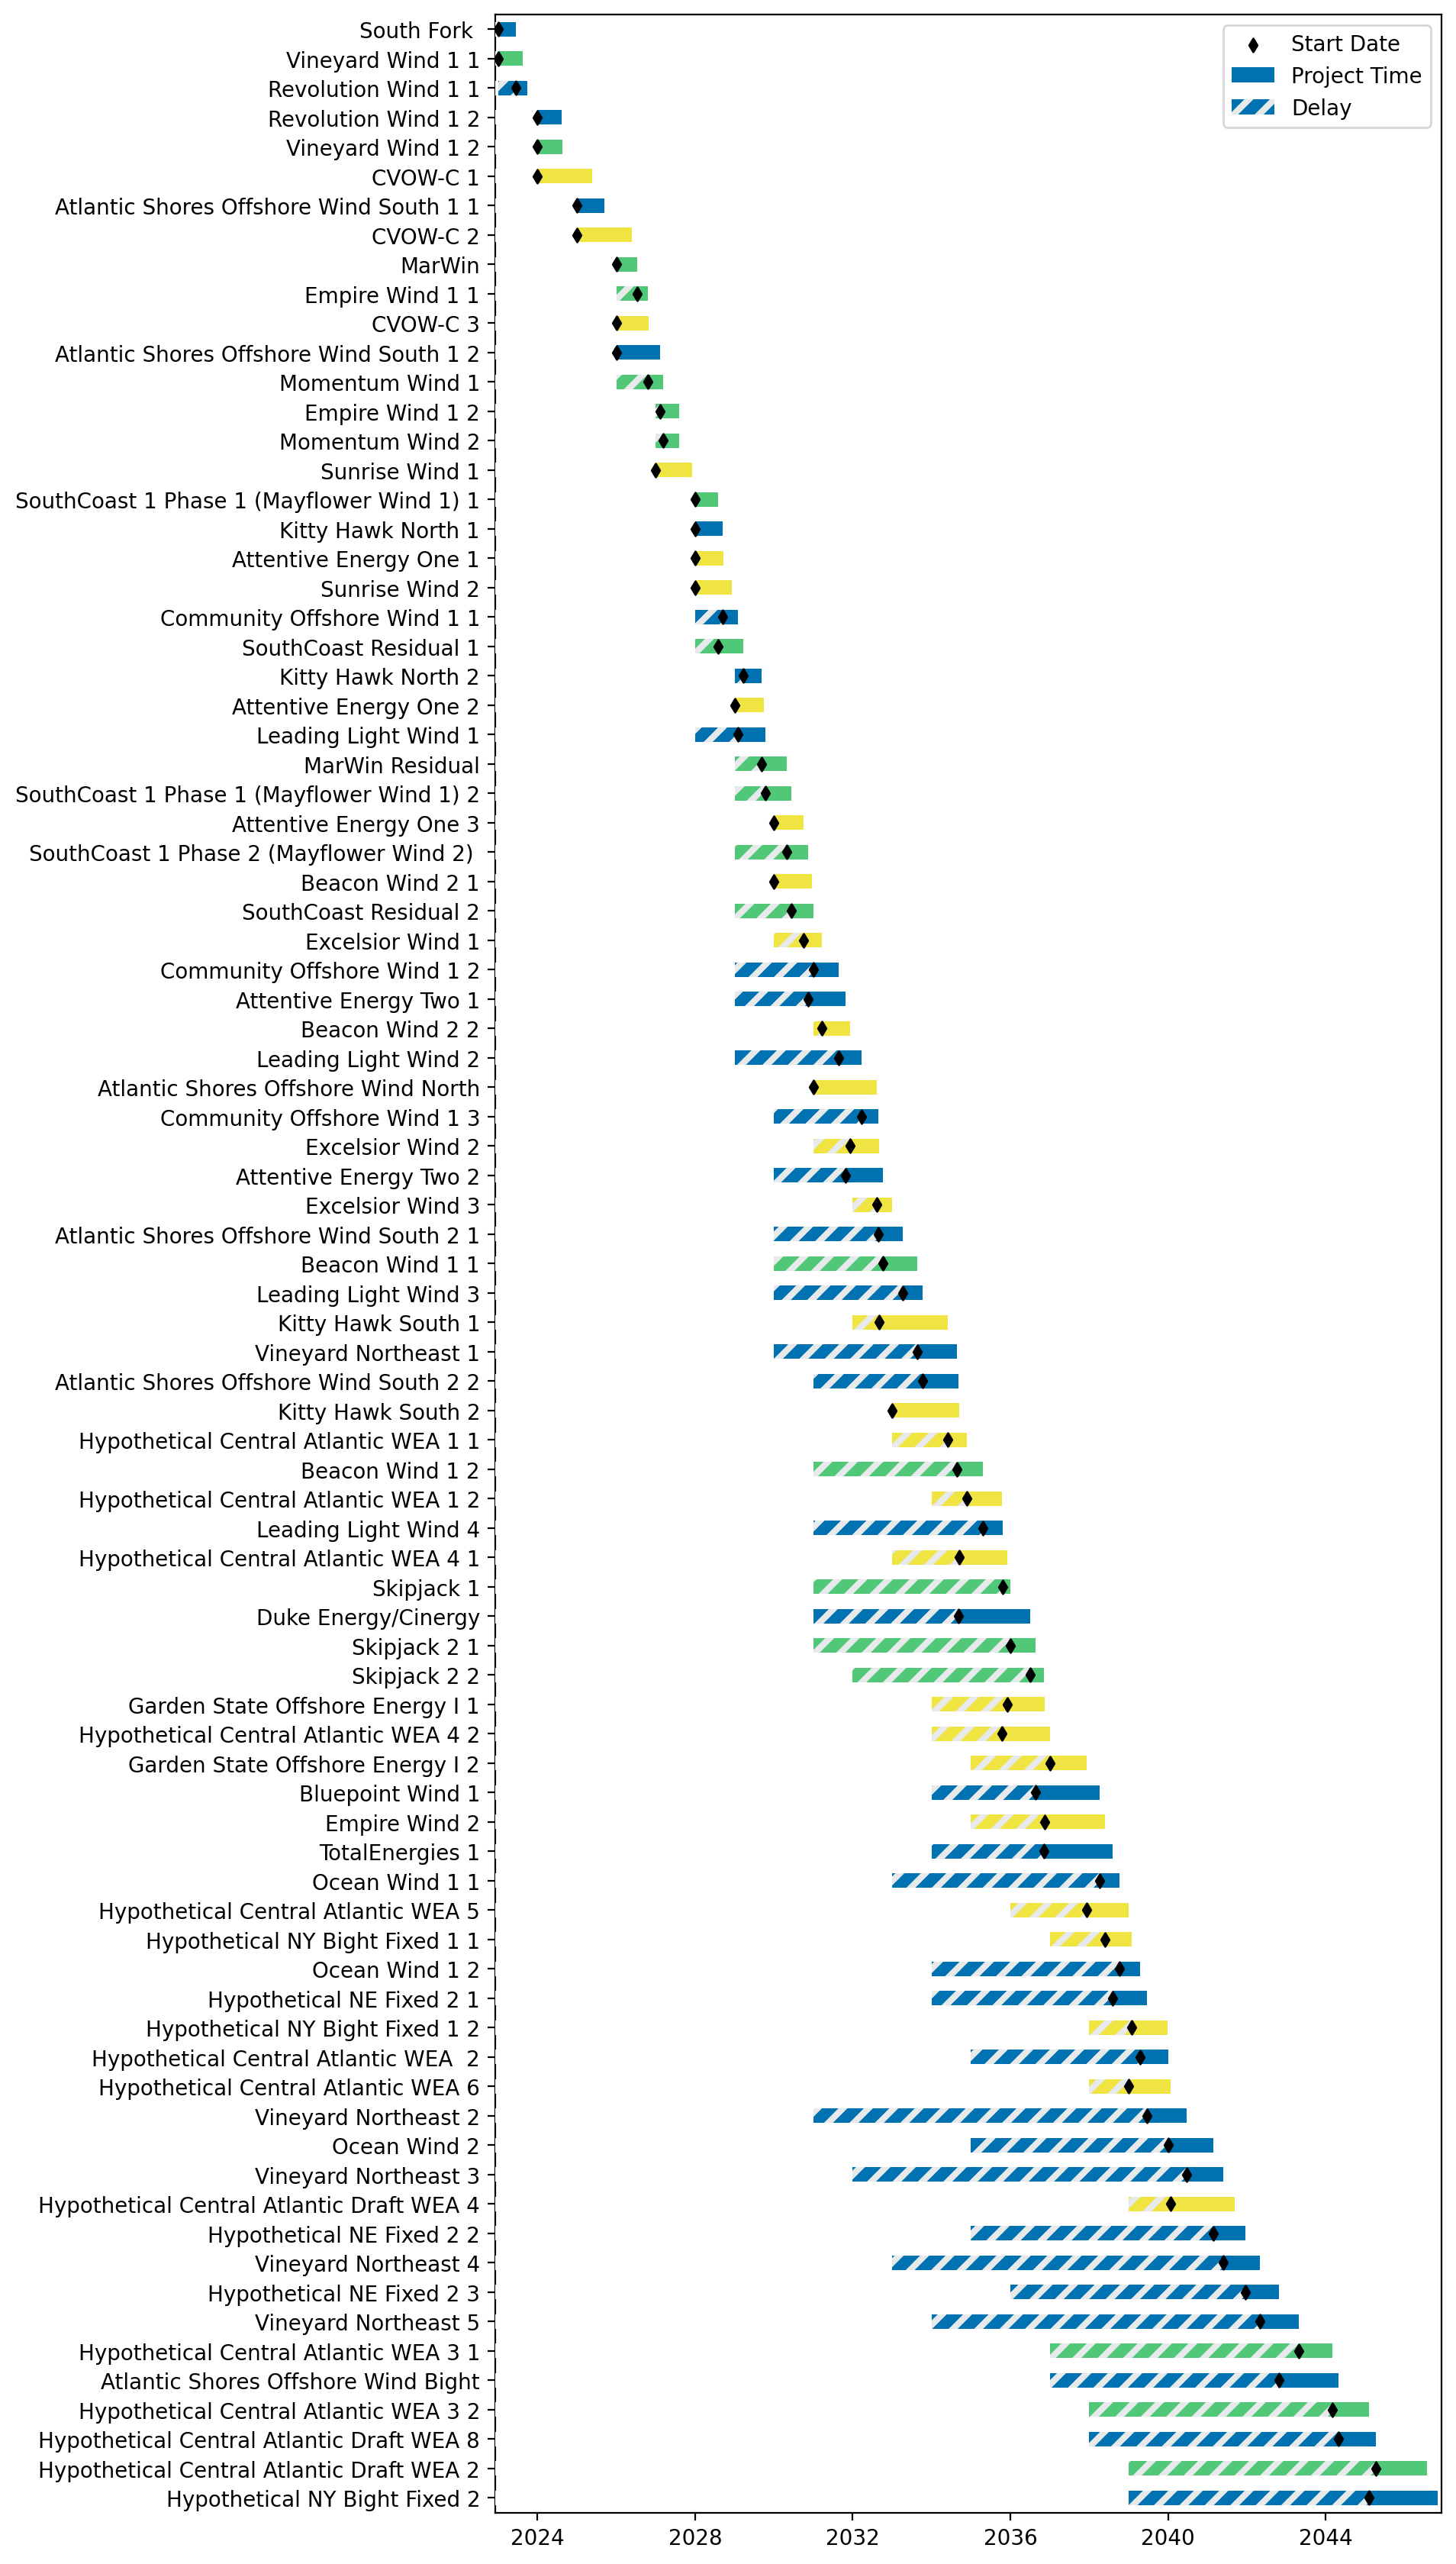 South Fork
Vineyard Wind 1 1
Revolution Wind 1 1
Revolution Wind 1 2
Vineyard Wind 1 2
CVOW-C 1
Atlantic Shores Offshore Wind South 1 1
CVOW-C 2
MarWin
Empire Wind 1 1
CVOW-C 3
Atlantic Shores Offshore Wind South 1 2
Momentum Wind 1
Empire Wind 1 2
Momentum Wind 2
Sunrise Wind 1
SouthCoast 1 Phase 1 (Mayflower Wind 1) 1
Kitty Hawk North 1
Attentive Energy One 1
Sunrise Wind 2
Community Offshore Wind 1 1
SouthCoast Residual 1
Kitty Hawk North 2
Attentive Energy One 2
Leading Light Wind 1
MarWin Residual
SouthCoast 1 Phase 1 (Mayflower Wind 1) 2
Attentive Energy One 3
SouthCoast 1 Phase 2 (Mayflower Wind 2)
Beacon Wind 2 1
SouthCoast Residual 2
Excelsior Wind 1
Community Offshore Wind 1 2
Attentive Energy Two 1
Beacon Wind 2 2
Leading Light Wind 2
Atlantic Shores Offshore Wind North
Community Offshore Wind 1 3
Excelsior Wind 2
Attentive Energy Two 2
Excelsior Wind 3
Atlantic Shores Offshore Wind South 2 1
Beacon Wind 1 1
Leading Light Wind 3
Kitty Hawk South 1
Vineyard Northeast 1
Atlantic Shores Offshore Wind South 2 2
Kitty Hawk South 2
Hypothetical Central Atlantic WEA 1 1
Beacon Wind 1 2
Hypothetical Central Atlantic WEA 1 2
Leading Light Wind 4
Hypothetical Central Atlantic WEA 4 1
Skipjack 1
Duke Energy/Cinergy
Skipjack 2 1
Skipjack 2 2
Garden State Offshore Energy I 1
Hypothetical Central Atlantic WEA 4 2
Garden State Offshore Energy I 2
Bluepoint Wind 1
Empire Wind 2
TotalEnergies 1
Ocean Wind 1 1
Hypothetical Central Atlantic WEA 5
Hypothetical NY Bight Fixed 1 1
Ocean Wind 1 2
Hypothetical NE Fixed 2 1
Hypothetical NY Bight Fixed 1 2
Hypothetical Central Atlantic WEA  2
Hypothetical Central Atlantic WEA 6
Vineyard Northeast 2
Ocean Wind 2
Vineyard Northeast 3
Hypothetical Central Atlantic Draft WEA 4
Hypothetical NE Fixed 2 2
Vineyard Northeast 4
Hypothetical NE Fixed 2 3
Vineyard Northeast 5
Hypothetical Central Atlantic WEA 3 1
Atlantic Shores Offshore Wind Bight
Hypothetical Central Atlantic WEA 3 2
Hypothetical Central Atlantic Draft WEA 8
Hypothetical Central Atlantic Draft WEA 2
Hypothetical NY Bight Fixed 2
Start Date
Project Time
Delay
2024 2028 2032 2036 2040 2044